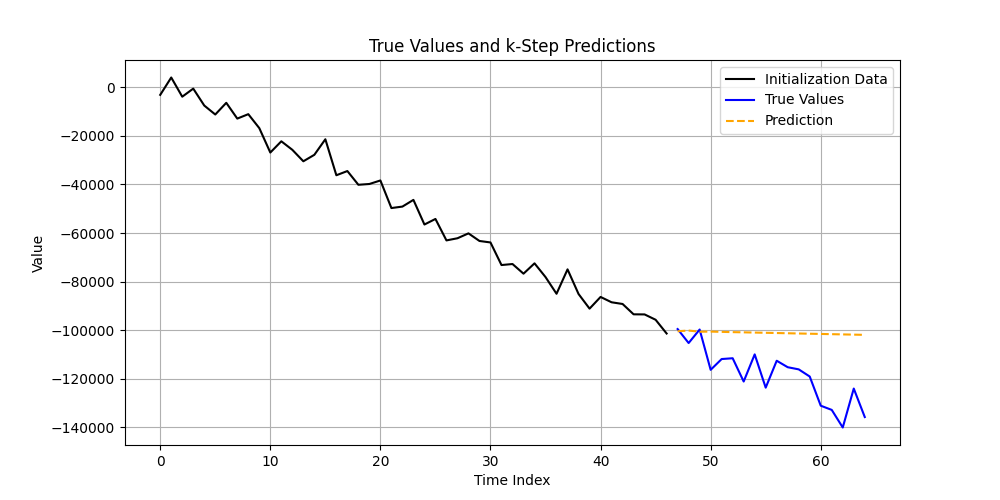 True Values and k-Step Predictions
Value
0
−20000
−40000
−60000
−80000
−100000
−120000
−140000
Initialization Data
True Values
Prediction
0 10 20 30 40 50 60
Time Index